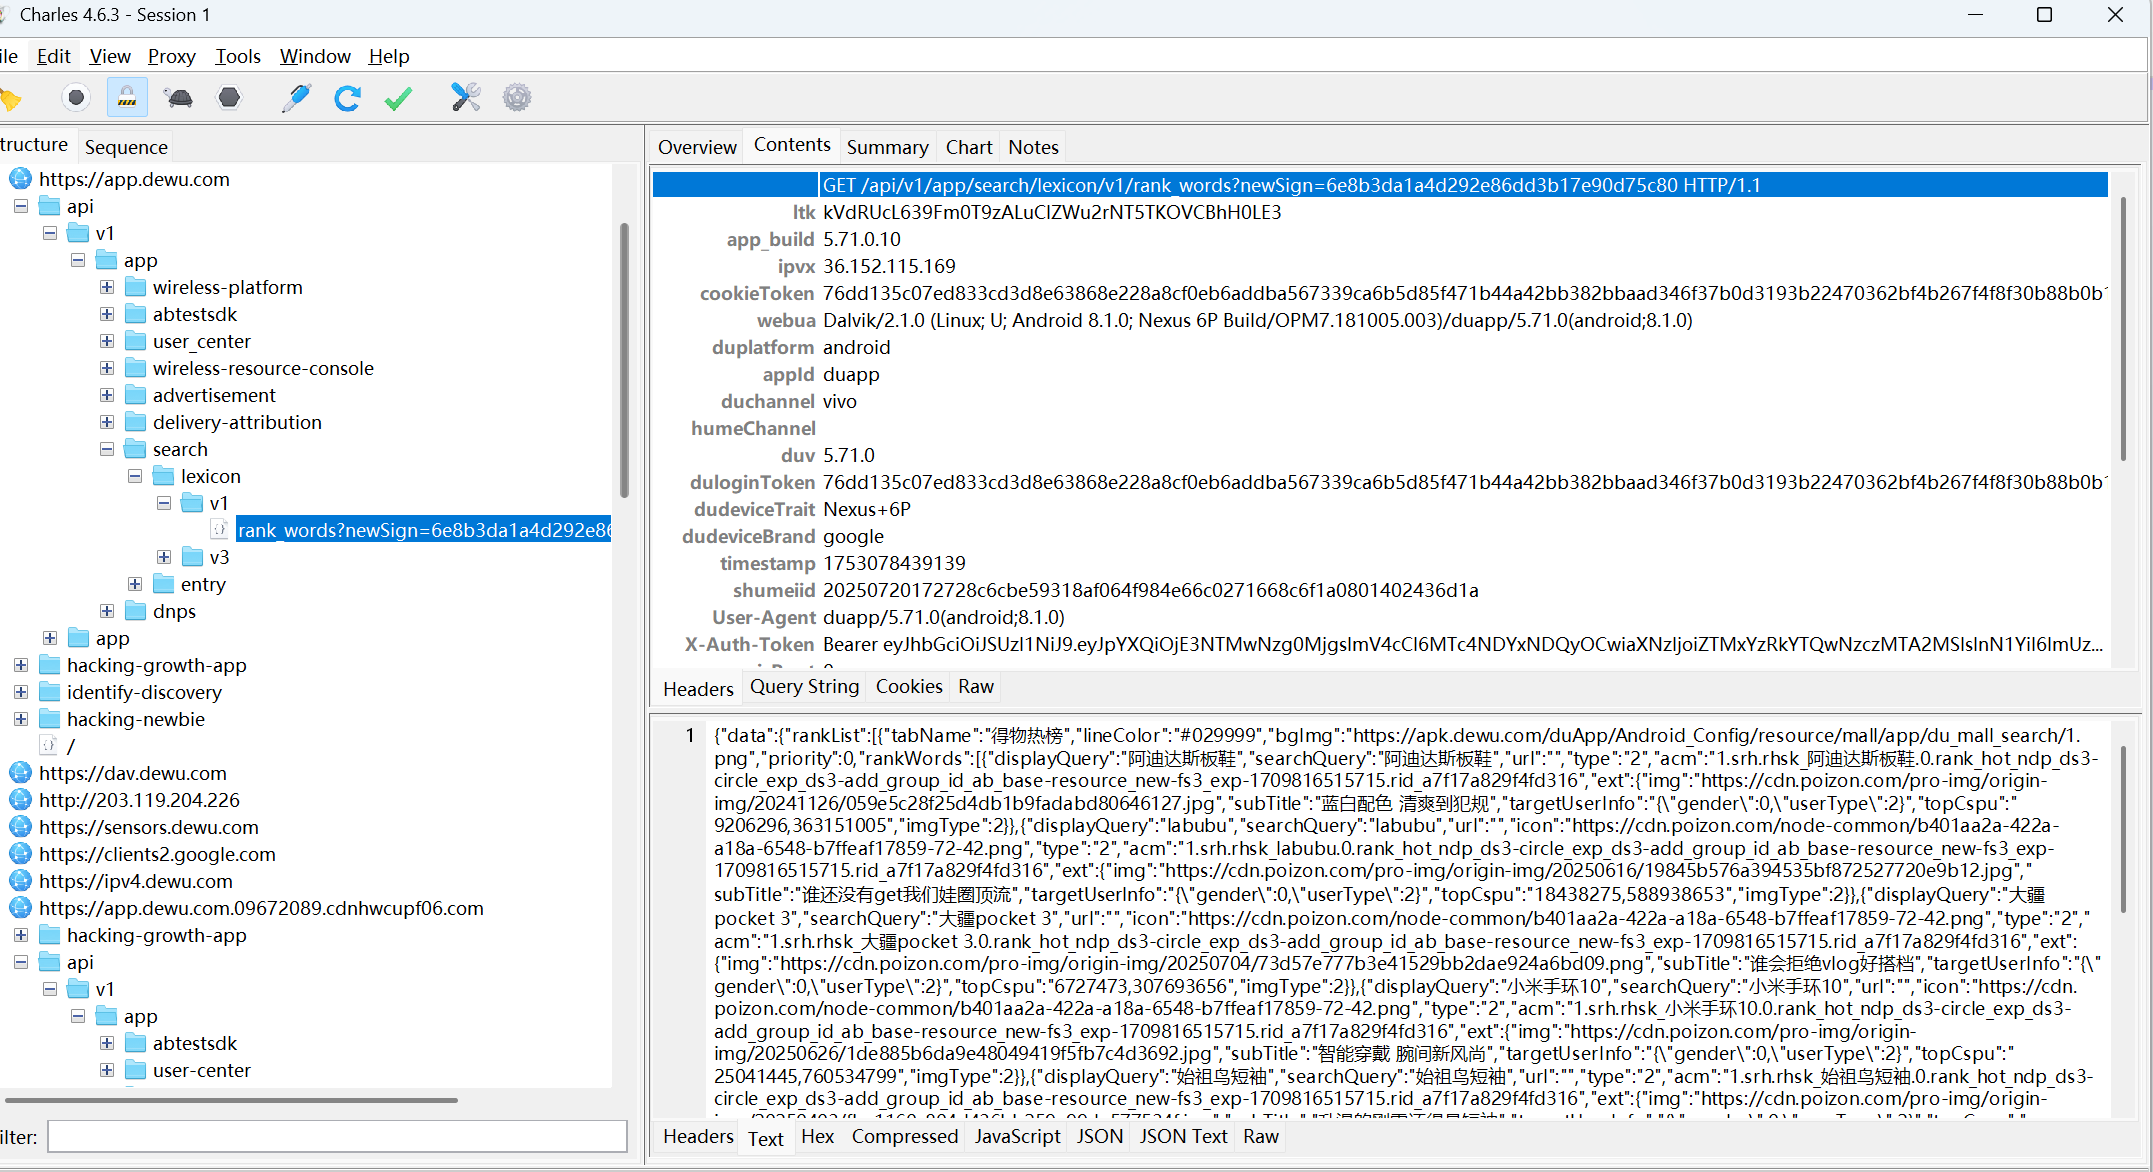 Charles 4.6.3 - Session 1
ile Edit View Proxy Tools Window Help
tructure Sequence
https://app.dewu.com
api
v1
app
wireless-platform
abtestsdk
user_center
wireless-resource-console
advertisement
delivery-attribution
search
lexicon
v1
rank_words?newSign=6e8b3da1a4d292e86
v3
entry
dnps
app
hacking-growth-app
identify-discovery
hacking-newbie
/
https://dav.dewu.com
http://203.119.204.226
https://sensors.dewu.com
https://clients2.google.com
https://ipv4.dewu.com
https://app.dewu.com.09672089.cdnhwcupf06.com
hacking-growth-app
api
v1
app
abtestsdk
user-center
ilter:
Overview Contents Summary Chart Notes
GET /api/v1/app/search/lexicon/v1/rank_words?newSign=6e8b3da1a4d292e86dd3b17e90d75c80 HTTP/1.1
ltk kVdRUcL639Fm0T9zALuClZWu2rNT5TKOVCBhH0LE3
app_build 5.71.0.10
ipvx 36.152.115.169
cookieToken 76dd135c07ed833cd3d8e63868e228a8cf0eb6addba567339ca6b5d85f471b44a42bb382bbaad346f37b0d3193b22470362bf4b267f4f8f30b88b0b1
webua Dalvik/2.1.0 (Linux; U; Android 8.1.0; Nexus 6P Build/OPM7.181005.003)/duapp/5.71.0(android;8.1.0)
duplatform android
appId duapp
duchannel vivo
humeChannel
duv 5.71.0
duloginToken 76dd135c07ed833cd3d8e63868e228a8cf0eb6addba567339ca6b5d85f471b44a42bb382bbaad346f37b0d3193b22470362bf4b267f4f8f30b88b0b1
dudeviceTrait Nexus+6P
dudeviceBrand google
timestamp 1753078439139
shumeiid 20250720172728c6cbe59318af064f984e66c0271668c6f1a0801402436d1a
User-Agent duapp/5.71.0(android;8.1.0)
X-Auth-Token Bearer eyJhbGciOiJSUzI1NiJ9.eyJpYXQiOjE3NTMwNzg0MjgsImV4cCI6MTc4NDYxNDQyOCwiaXNzIjoiZTMxYzRkYTQwNzczMTA2MSIsInN1YiI6ImUz...
Headers Query String Cookies Raw
1 {"data":{"rankList":[{"tabName":"得物热榜","lineColor":"#029999","bgImg":"https://apk.dewu.com/duApp/Android_Config/resource/mall/app/du_mall_search/1.
png","priority":0,"rankWords":[{"displayQuery":"阿迪达斯板鞋","searchQuery":"阿迪达斯板鞋","url":"","type":"2","acm":"1.srh.rhsk_阿迪达斯板鞋.0.rank_hot_ndp_ds3-
circle_exp_ds3-add_group_id_ab_base-resource_new-fs3_exp-1709816515715.rid_a7f17a829f4fd316","ext":{"img":"https://cdn.poizon.com/pro-img/origin-
img/20241126/059e5c28f25d4db1b9fadabd80646127.jpg","subTitle":"蓝白配色 清爽到犯规","targetUserInfo":"{\"gender\":0,\"userType\":2}","topCspu":"
9206296,363151005","imgType":2}},{"displayQuery":"labubu","searchQuery":"labubu","url":"","icon":"https://cdn.poizon.com/node-common/b401aa2a-422a-
a18a-6548-b7ffeaf17859-72-42.png","type":"2","acm":"1.srh.rhsk_labubu.0.rank_hot_ndp_ds3-circle_exp_ds3-add_group_id_ab_base-resource_new-fs3_exp-
1709816515715.rid_a7f17a829f4fd316","ext":{"img":"https://cdn.poizon.com/pro-img/origin-img/20250616/19845b576a394535bf872527720e9b12.jpg","
subTitle":"谁还没有get我们娃圈顶流","targetUserInfo":"{\"gender\":0,\"userType\":2}","topCspu":"18438275,588938653","imgType":2}},{"displayQuery":"大疆
pocket 3","searchQuery":"大疆pocket 3","url":"","icon":"https://cdn.poizon.com/node-common/b401aa2a-422a-a18a-6548-b7ffeaf17859-72-42.png","type":"2","
acm":"1.srh.rhsk_大疆pocket 3.0.rank_hot_ndp_ds3-circle_exp_ds3-add_group_id_ab_base-resource_new-fs3_exp-1709816515715.rid_a7f17a829f4fd316","ext":
{"img":"https://cdn.poizon.com/pro-img/origin-img/20250704/73d57e777b3e41529bb2dae924a6bd09.png","subTitle":"谁会拒绝vlog好搭档","targetUserInfo":"{\"
gender\":0,\"userType\":2}","topCspu":"6727473,307693656","imgType":2}},{"displayQuery":"小米手环10","searchQuery":"小米手环10","url":"","icon":"https://cdn.
poizon.com/node-common/b401aa2a-422a-a18a-6548-b7ffeaf17859-72-42.png","type":"2","acm":"1.srh.rhsk_小米手环10.0.rank_hot_ndp_ds3-circle_exp_ds3-
add_group_id_ab_base-resource_new-fs3_exp-1709816515715.rid_a7f17a829f4fd316","ext":{"img":"https://cdn.poizon.com/pro-img/origin-
img/20250626/1de885b6da9e48049419f5fb7c4d3692.jpg","subTitle":"智能穿戴 腕间新风尚","targetUserInfo":"{\"gender\":0,\"userType\":2}","topCspu":"
25041445,760534799","imgType":2}},{"displayQuery":"始祖鸟短袖","searchQuery":"始祖鸟短袖","url":"","type":"2","acm":"1.srh.rhsk_始祖鸟短袖.0.rank_hot_ndp_ds3-
circle_exp_ds3-add_group_id_ab_base-resource_new-fs3_exp-1709816515715.rid_a7f17a829f4fd316","ext":{"img":"https://cdn.poizon.com/pro-img/origin-
Headers Text Hex Compressed JavaScript JSON JSON Text Raw